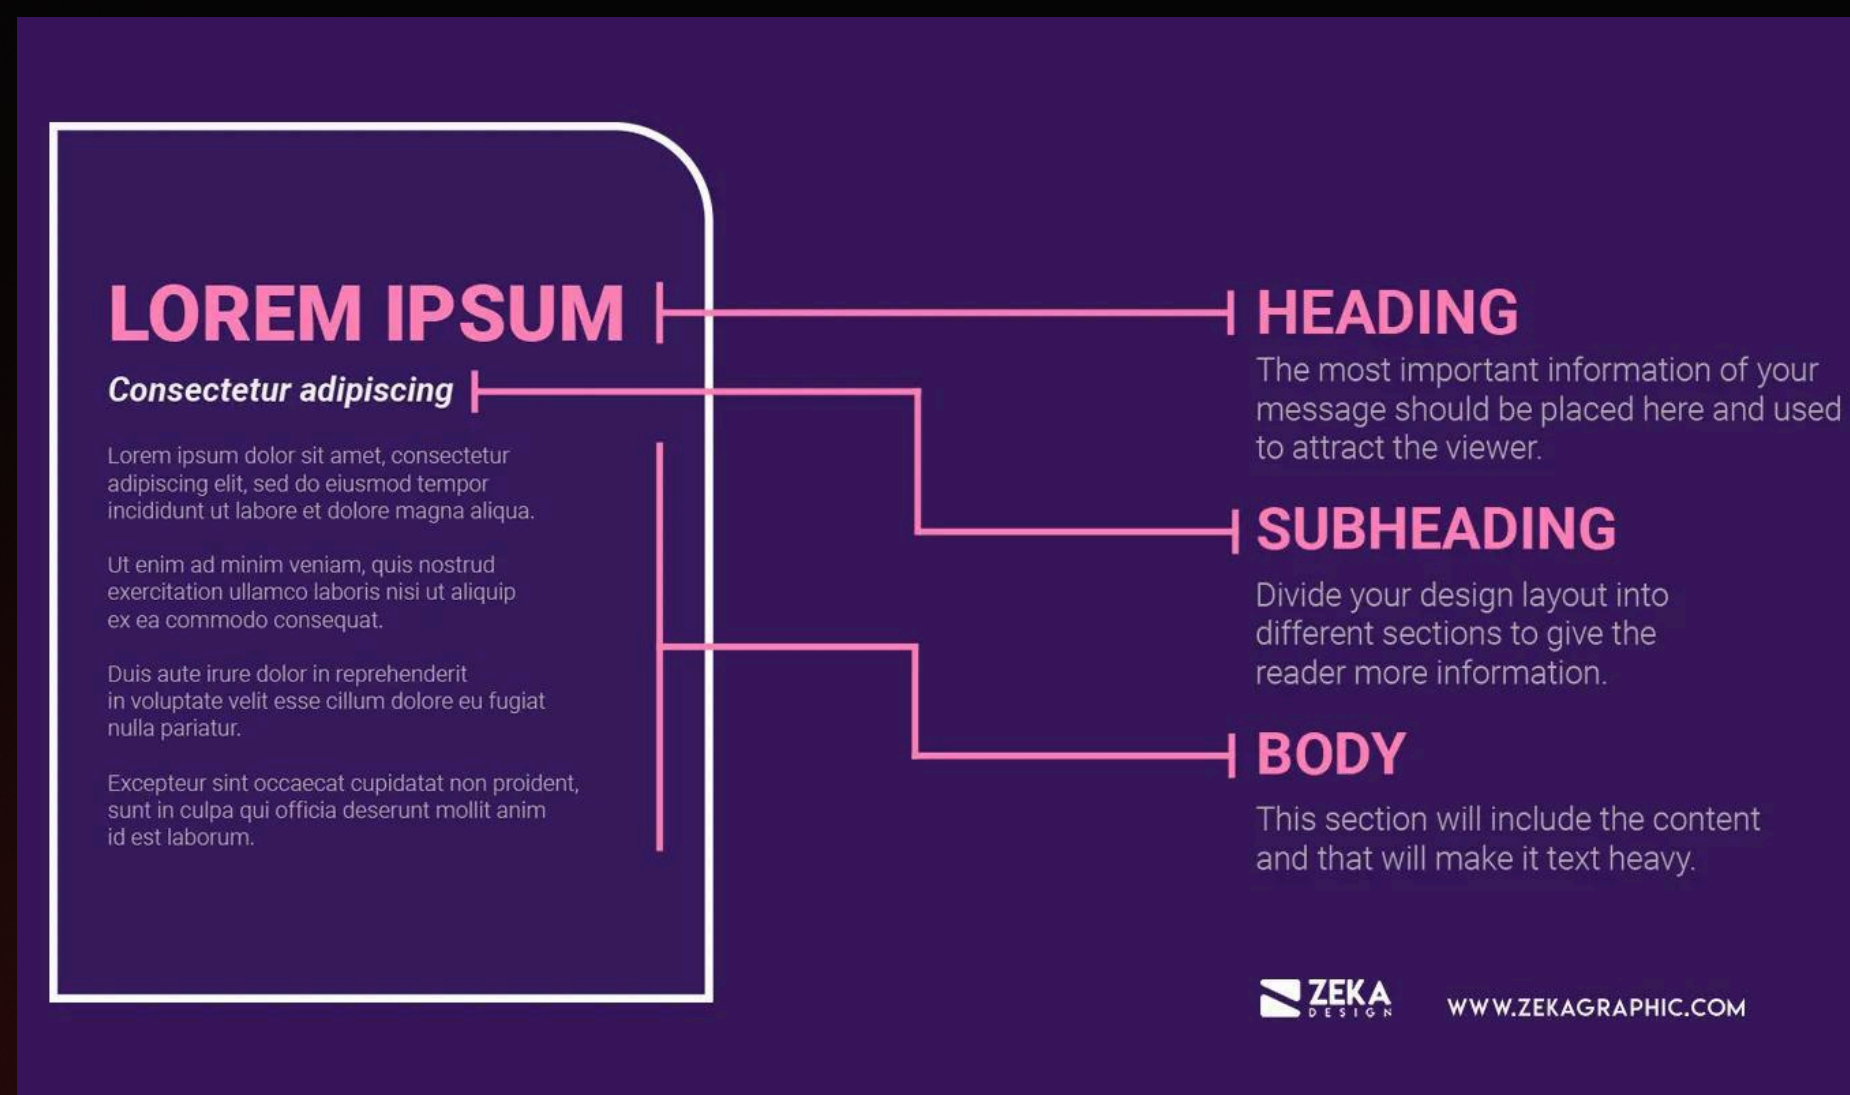 LOREM IPSUM
Consectetur adipiscing
Lorem ipsum dolor sit amet, consectetur
adipiscing elit, sed do eiusmod tempor
incididunt ut labore et dolore magna aliqua.
Ut enim ad minim veniam, quis nostrud
exercitation ullamco laboris nisi ut aliquip
ex ea commodo consequat.
Duis aute irure dolor in reprehenderit
in voluptate velit esse cillum dolore eu fugiat
nulla pariatur.
Excepteur sint occaecat cupidatat non proident,
sunt in culpa qui officia deserunt mollit anim
id est laborum.
HEADING
The most important information of your
message should be placed here and used
to attract the viewer.
SUBHEADING
Divide your design layout into
different sections to give the
reader more information.
BODY
This section will include the content
and that will make it text heavy.
ZEKA
DESIGN
WWW.ZEKAGRAPHIC.COM